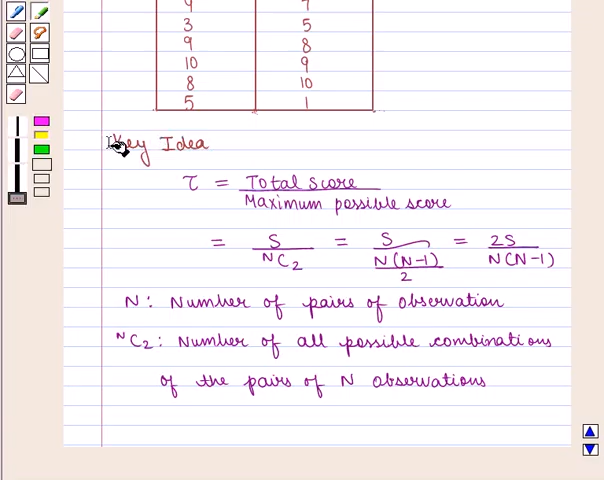 4 7
3 5
9 8
10 9
8 10
5 1
Key Idea
τ = Total score / Maximum possible score
= S / ᴺC₂ = S / (N(N-1) / 2) = 2S / N(N-1)
N: Number of pairs of observation
ᴺC₂: Number of all possible combinations
of the pairs of N observations